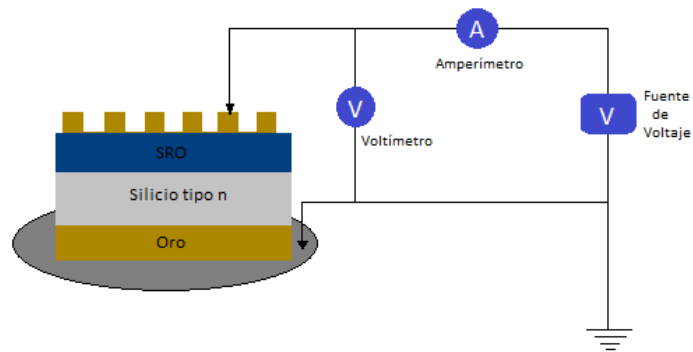 A
Amperímetro
V
Voltímetro
V
Fuente
de
Voltaje
SRO
Silicio tipo n
Oro